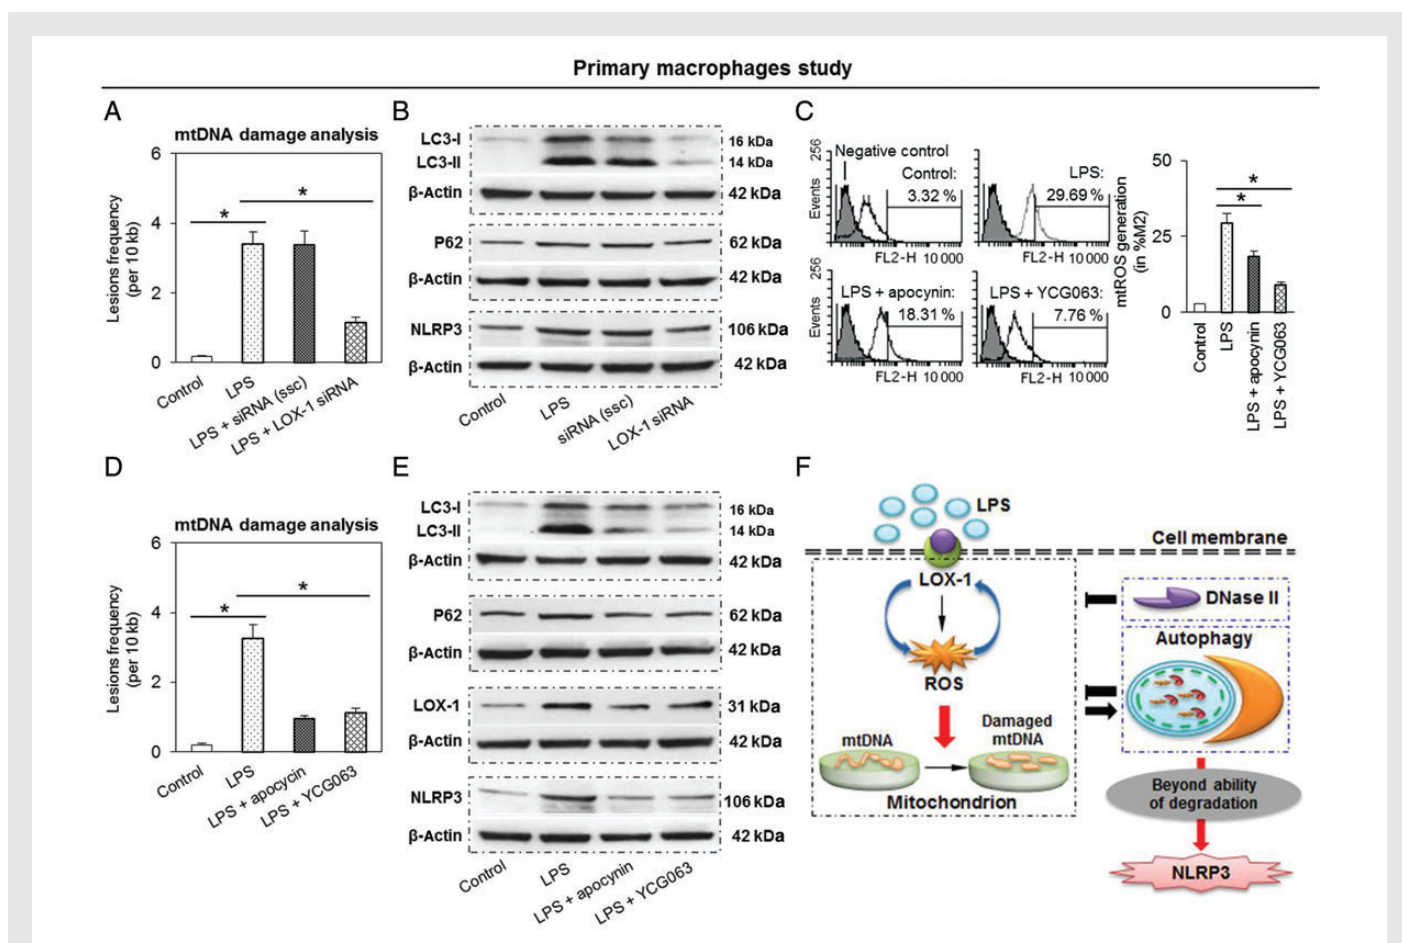 Primary macrophages study
A
mtDNA damage analysis
Lesions frequency
(per 10 kb)
6
4
2
0
*
*
Control
LPS
LPS + siRNA (ssc)
LPS + LOX-1 siRNA
B
LC3-I
16 kDa
LC3-II
14 kDa
β-Actin
42 kDa
P62
62 kDa
β-Actin
42 kDa
NLRP3
106 kDa
β-Actin
42 kDa
Control
LPS
siRNA (ssc)
LOX-1 siRNA
C
256
Events
Negative control
Control:
3.32 %
FL2-H 10 000
LPS:
29.69 %
FL2-H 10 000
256
Events
LPS + apocynin:
18.31 %
FL2-H 10 000
LPS + YCG063:
7.76 %
FL2-H 10 000
mtROS generation
(in %M2)
50
25
0
*
*
Control
LPS
LPS + apocynin
LPS + YCG063
D
mtDNA damage analysis
Lesions frequency
(per 10 kb)
6
4
2
0
*
*
Control
LPS
LPS + apocycin
LPS + YCG063
E
LC3-I
16 kDa
LC3-II
14 kDa
β-Actin
42 kDa
P62
62 kDa
β-Actin
42 kDa
LOX-1
31 kDa
β-Actin
42 kDa
NLRP3
106 kDa
β-Actin
42 kDa
Control
LPS
LPS + apocynin
LPS + YCG063
F
LPS
Cell membrane
LOX-1
ROS
mtDNA
Damaged
mtDNA
Mitochondrion
DNase II
Autophagy
Beyond ability
of degradation
NLRP3